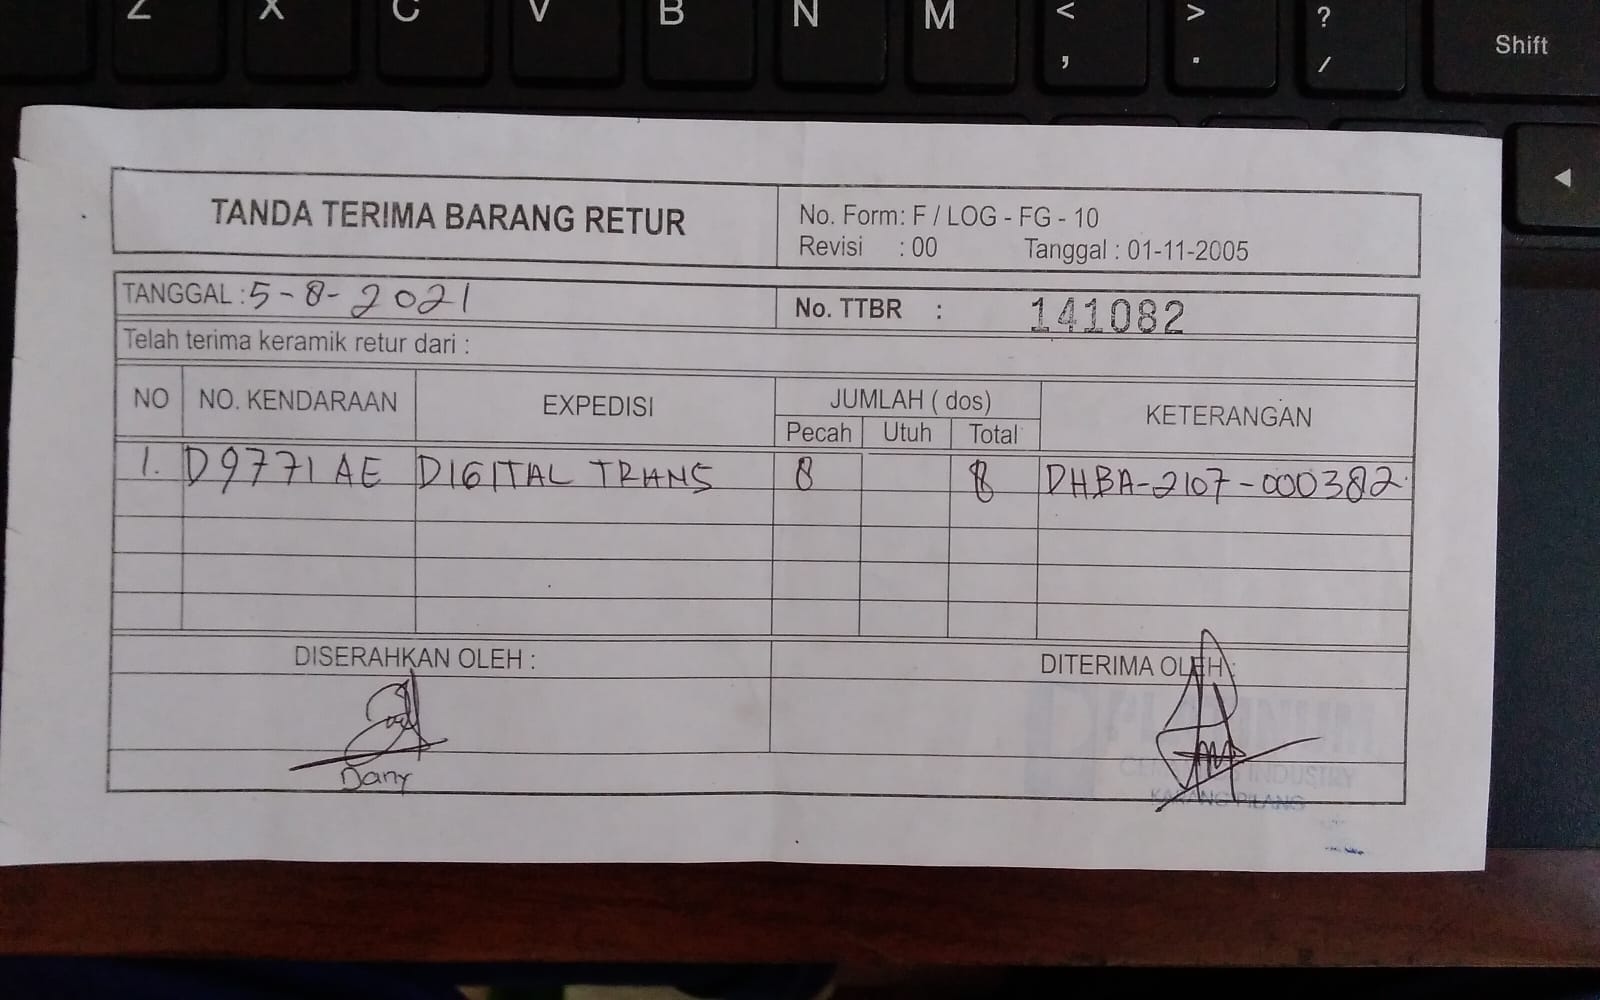 Z X C V B N M < , > . ? / Shift
TANDA TERIMA BARANG RETUR
No. Form: F / LOG - FG - 10
Revisi : 00 Tanggal : 01-11-2005
TANGGAL : 5-8-2021
No. TTBR : 141082
Telah terima keramik retur dari :
NO NO. KENDARAAN EXPEDISI JUMLAH ( dos) KETERANGAN
Pecah Utuh Total
1. D9771 AE DIGITAL TRANS 8 8 DHBA-2107-000382
DISERAHKAN OLEH : DITERIMA OLEH :
Dany
INDUSTRY
KARANG PILANG